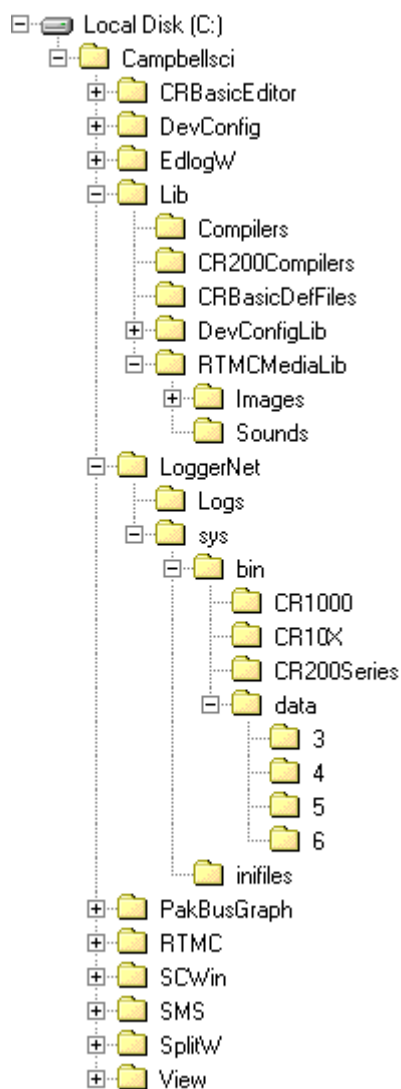 Local Disk (C:)
Campbellsci
CRBasicEditor
DevConfig
EdlogW
Lib
Compilers
CR200Compilers
CRBasicDefFiles
DevConfigLib
RTMCMediaLib
Images
Sounds
LoggerNet
Logs
sys
bin
CR1000
CR10X
CR200Series
data
3
4
5
6
inifiles
PakBusGraph
RTMC
SCWin
SMS
SplitW
View